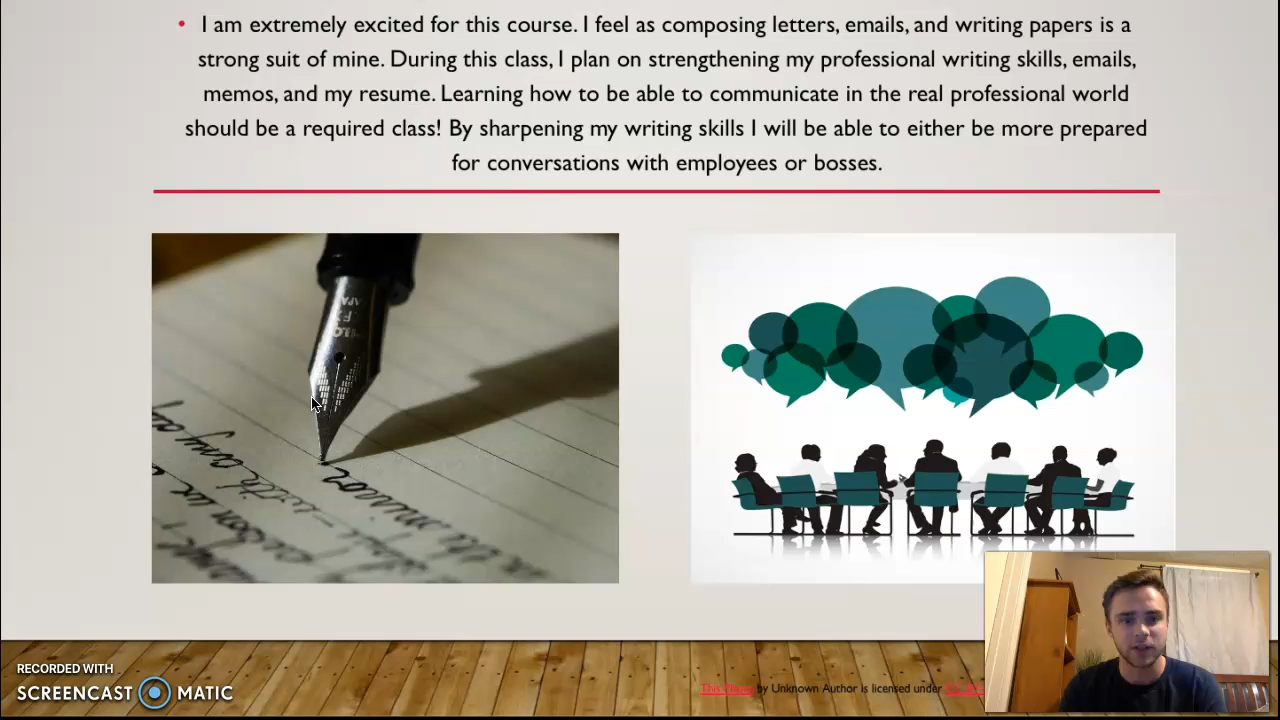 • I am extremely excited for this course. I feel as composing letters, emails, and writing papers is a
strong suit of mine. During this class, I plan on strengthening my professional writing skills, emails,
memos, and my resume. Learning how to be able to communicate in the real professional world
should be a required class! By sharpening my writing skills I will be able to either be more prepared
for conversations with employees or bosses.
RECORDED WITH
SCREENCAST MATIC
This Photo by Unknown Author is licensed under